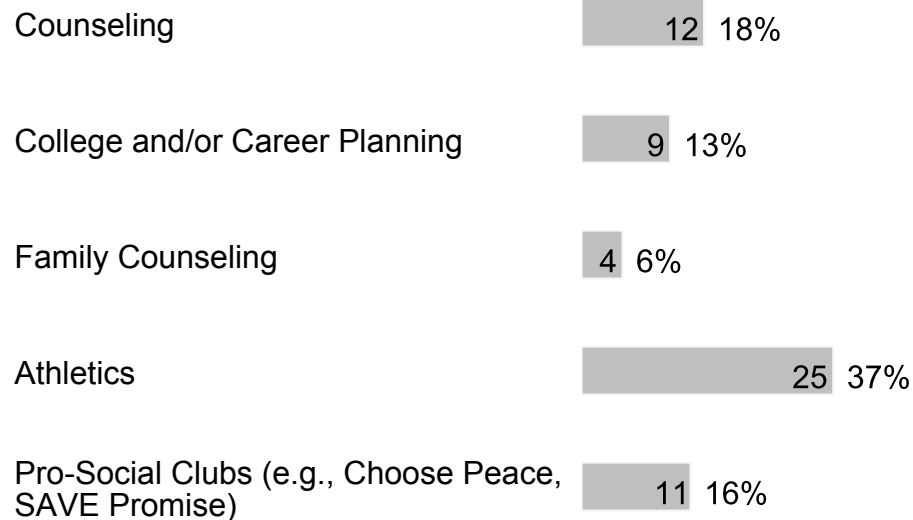 Counseling 12 18%
College and/or Career Planning 9 13%
Family Counseling 4 6%
Athletics 25 37%
Pro-Social Clubs (e.g., Choose Peace,
SAVE Promise) 11 16%